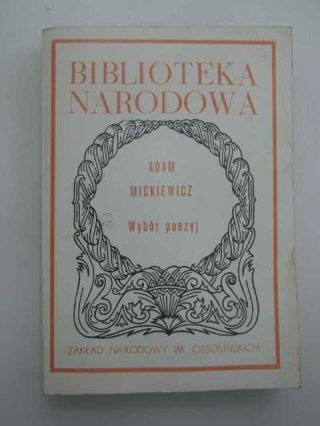 BIBLIOTEKA
NARODOWA
ADAM
MICKIEWICZ
Wybór poezyj
ZAKŁAD NARODOWY IM. OSSOLIŃSKICH